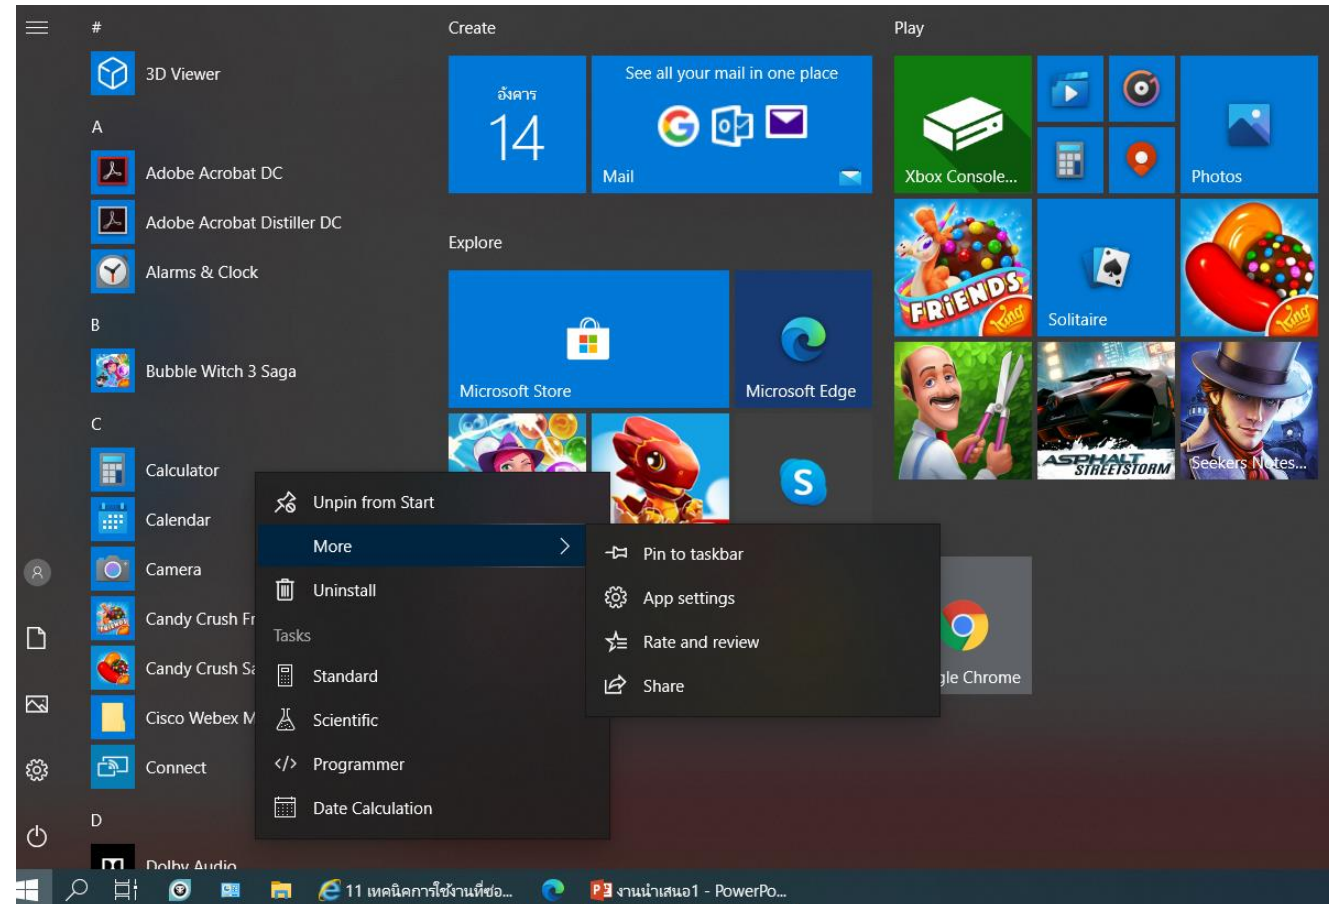 #
3D Viewer
A
Adobe Acrobat DC
Adobe Acrobat Distiller DC
Alarms & Clock
B
Bubble Witch 3 Saga
C
Calculator
Calendar
Camera
Candy Crush Fr
Candy Crush Sa
Cisco Webex M
Connect
D
Dolby Audio
Unpin from Start
More
Uninstall
Tasks
Standard
Scientific
Programmer
Date Calculation
Pin to taskbar
App settings
Rate and review
Share
Create
อังคาร
14
See all your mail in one place
Mail
Explore
Microsoft Store
Microsoft Edge
gle Chrome
Play
Xbox Console...
Photos
FRiENDS
King
Solitaire
King
ASPHALT
STREETSTORM
Seekers Notes...
11 เทคนิคการใช้งานที่ซ่อ...
งานนำเสนอ1 - PowerPo...